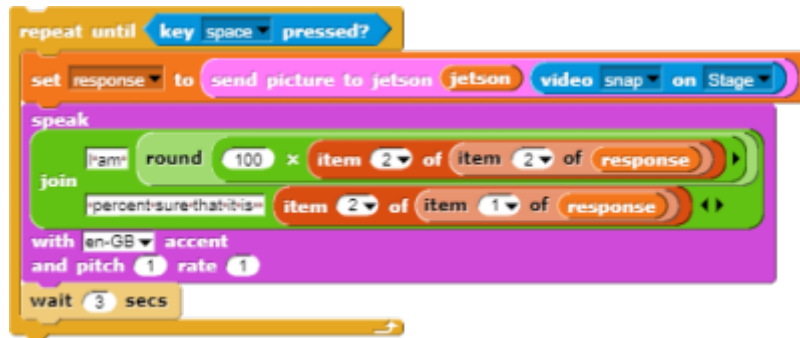 repeat until key space pressed?
set response to send picture to jetson jetson video snap on Stage
speak
I am round 100 × item 2 of item 2 of response
join
percent sure that it is item 2 of item 1 of response
with en-GB accent
and pitch 1 rate 1
wait 3 secs